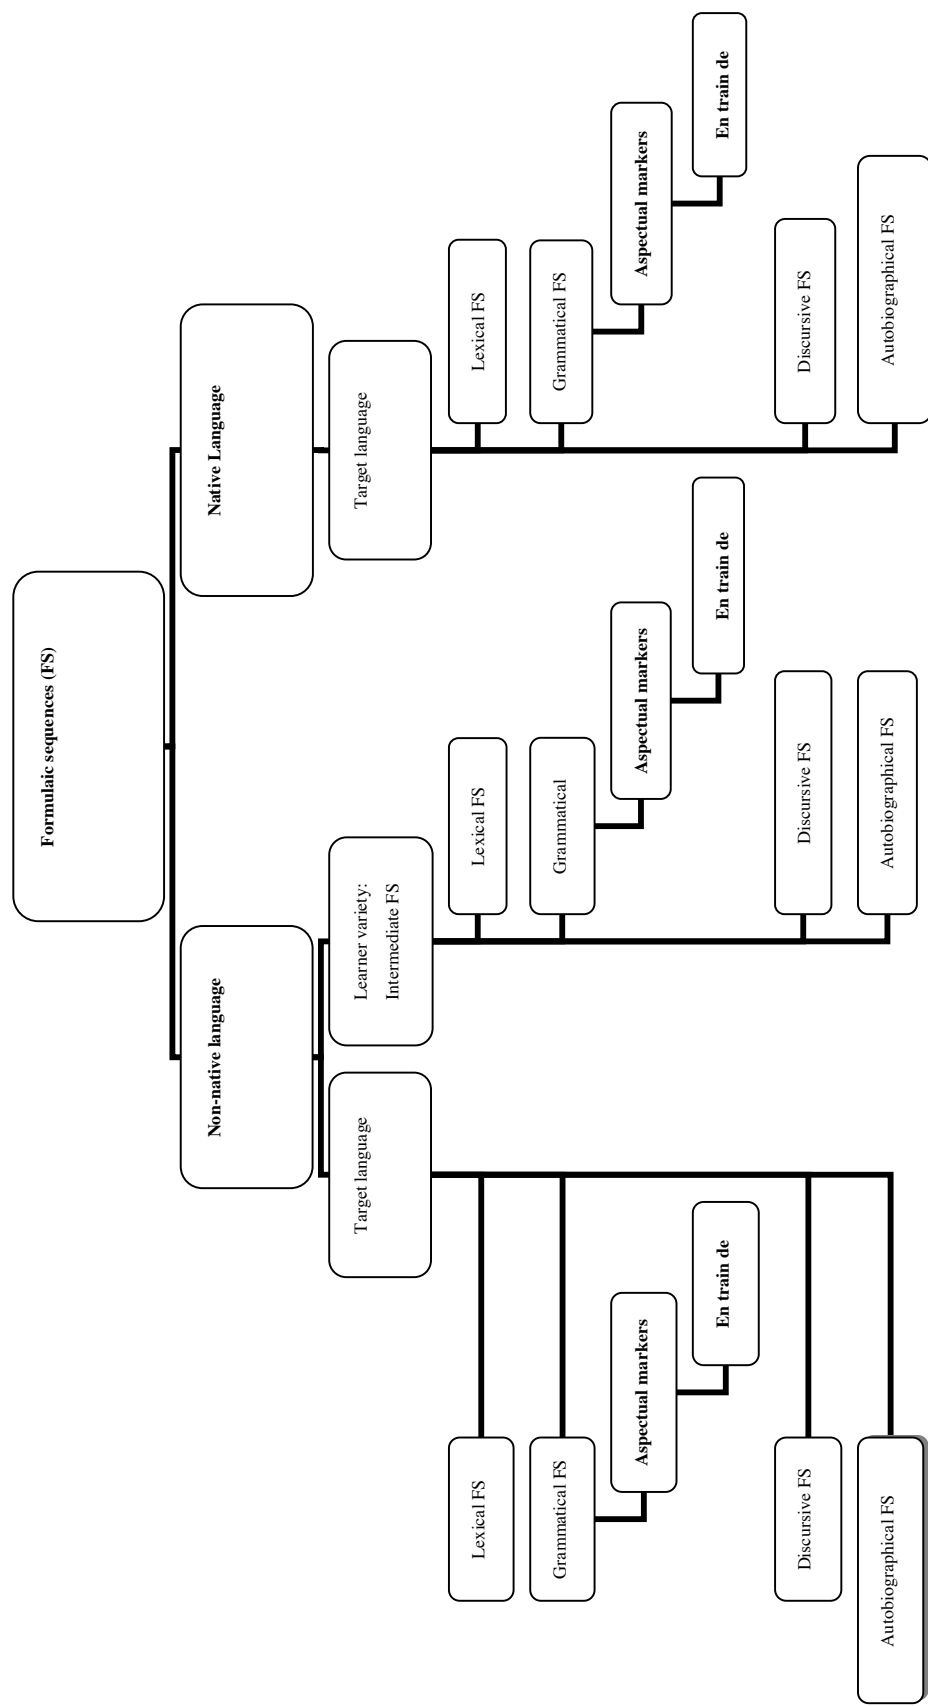 Formulaic sequences (FS)
Non-native language
Native Language
Target language
Learner variety:
Intermediate FS
Target language
Lexical FS
Grammatical FS
Aspectual markers
En train de
Discursive FS
Autobiographical FS
Lexical FS
Grammatical
Aspectual markers
En train de
Discursive FS
Autobiographical FS
Lexical FS
Grammatical FS
Aspectual markers
En train de
Discursive FS
Autobiographical FS